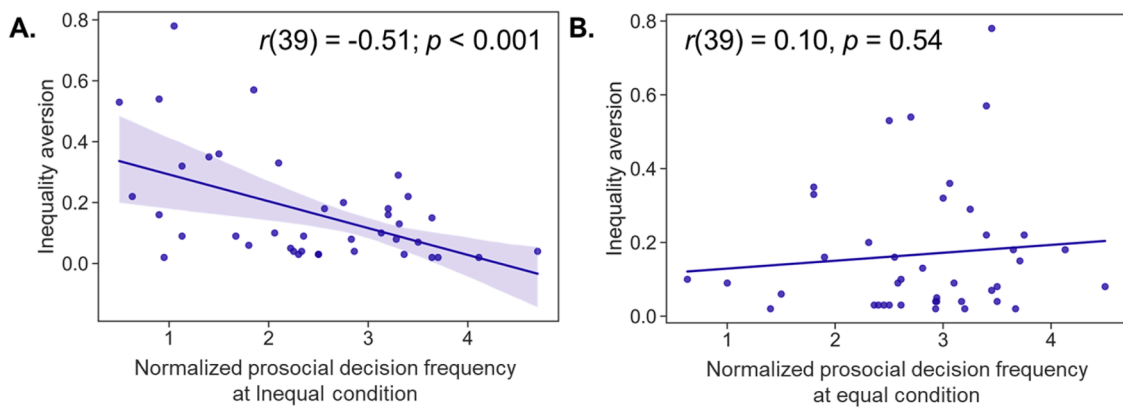 A.
r(39) = -0.51; p < 0.001
Inequality aversion
0.8
0.6
0.4
0.2
0.0
1 2 3 4
Normalized prosocial decision frequency
at Inequal condition
B.
r(39) = 0.10, p = 0.54
Inequality aversion
0.8
0.6
0.4
0.2
0.0
1 2 3 4
Normalized prosocial decision frequency
at equal condition